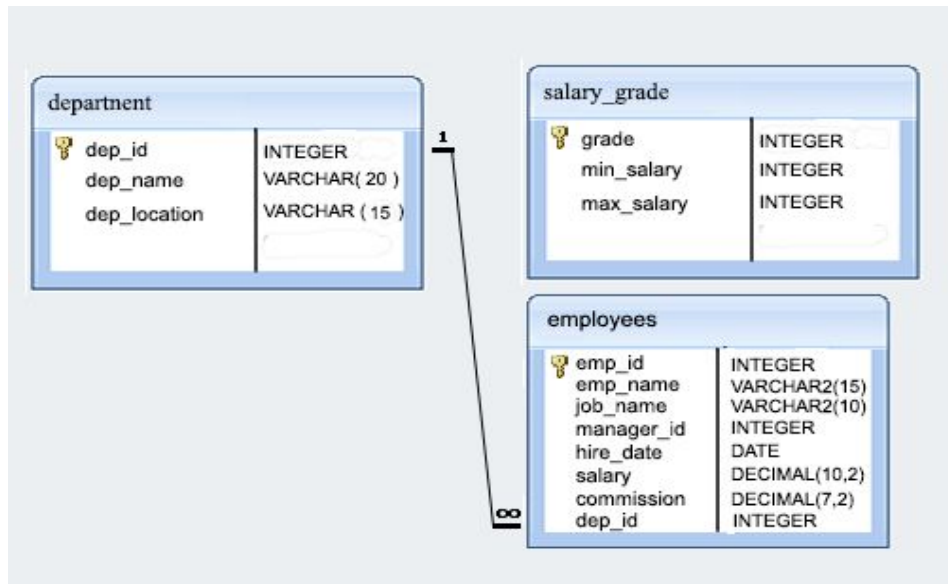 department
dep_id INTEGER
dep_name VARCHAR( 20 )
dep_location VARCHAR ( 15 )
1
salary_grade
grade INTEGER
min_salary INTEGER
max_salary INTEGER
employees
emp_id INTEGER
emp_name VARCHAR2(15)
job_name VARCHAR2(10)
manager_id INTEGER
hire_date DATE
salary DECIMAL(10,2)
commission DECIMAL(7,2)
dep_id INTEGER
∞